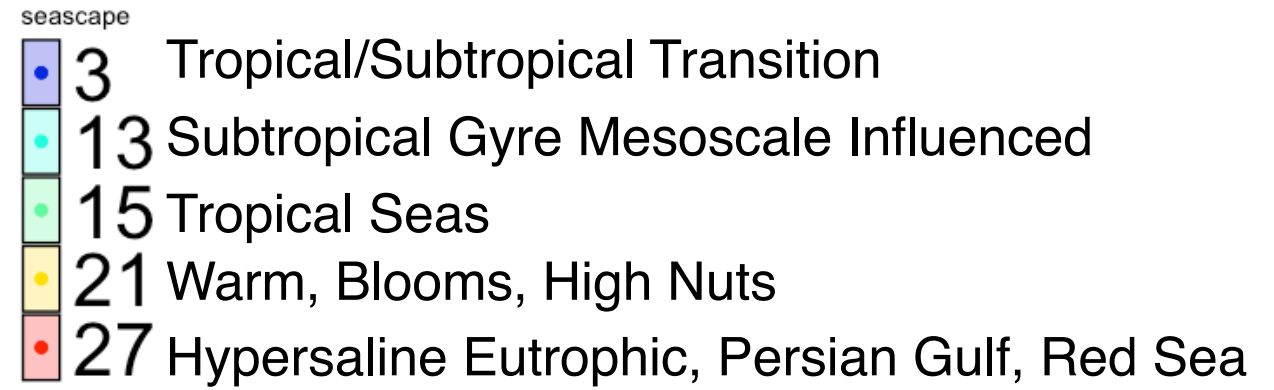 seascape
3 Tropical/Subtropical Transition
13 Subtropical Gyre Mesoscale Influenced
15 Tropical Seas
21 Warm, Blooms, High Nuts
27 Hypersaline Eutrophic, Persian Gulf, Red Sea